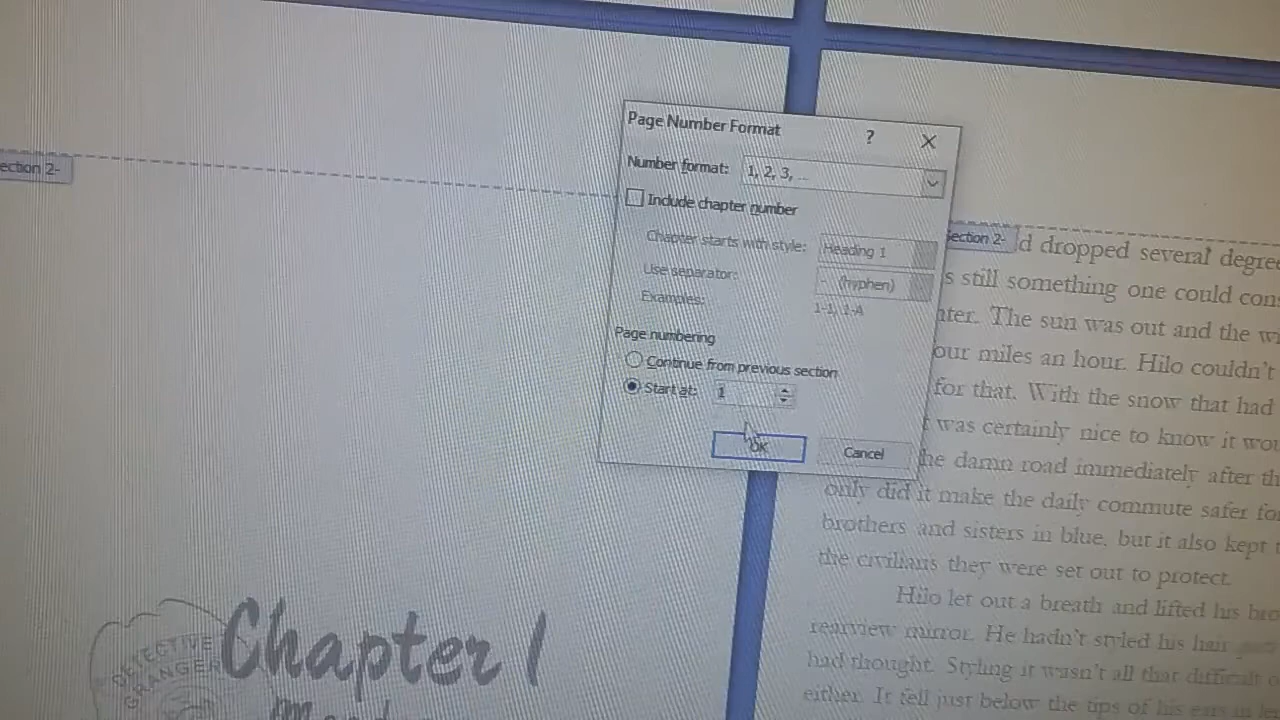 Page Number Format ? X
Number format: 1, 2, 3, ...
Include chapter number
Chapter starts with style: Heading 1
Use separator: - (hyphen)
Examples: 1-1, 1-A
Page numbering
Continue from previous section
Start at: 1
OK Cancel
ection 2-
ection 2-
d dropped several degree
s still something one could con
nter. The sun was out and the wi
our miles an hour. Hilo couldn't
for that. With the snow that had
t was certainly nice to know it wou
he damn road immediately after th
only did it make the daily commute safer fo
brothers and sisters in blue, but it also kept
the civilians they were set out to protect.
Hilo let out a breath and lifted his bro
rearview mirror. He hadn't styled his hair
had thought. Styling it wasn't all that difficult
either. It fell just below the tips of his ears in
Chapter 1
DETECTIVE
GRANGER